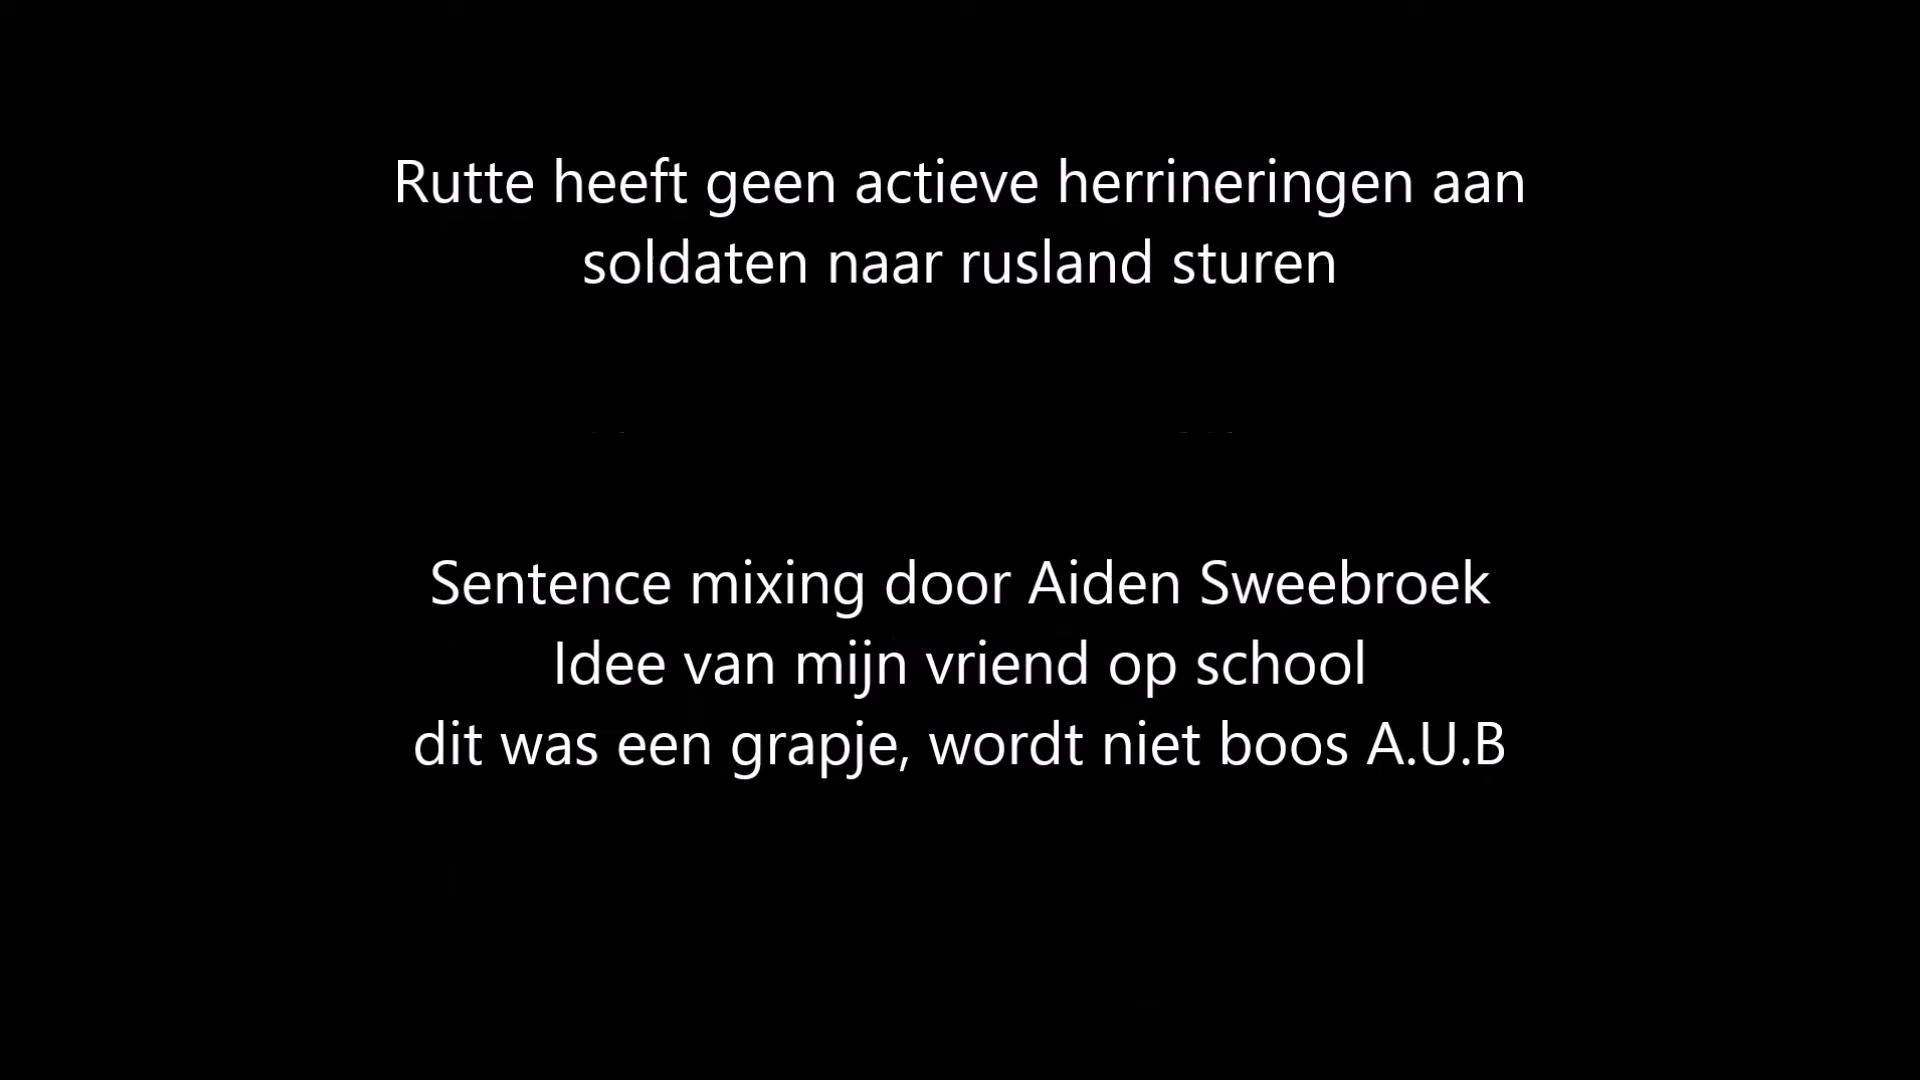 Rutte heeft geen actieve herrineringen aan
soldaten naar rusland sturen
Sentence mixing door Aiden Sweebroek
Idee van mijn vriend op school
dit was een grapje, wordt niet boos A.U.B